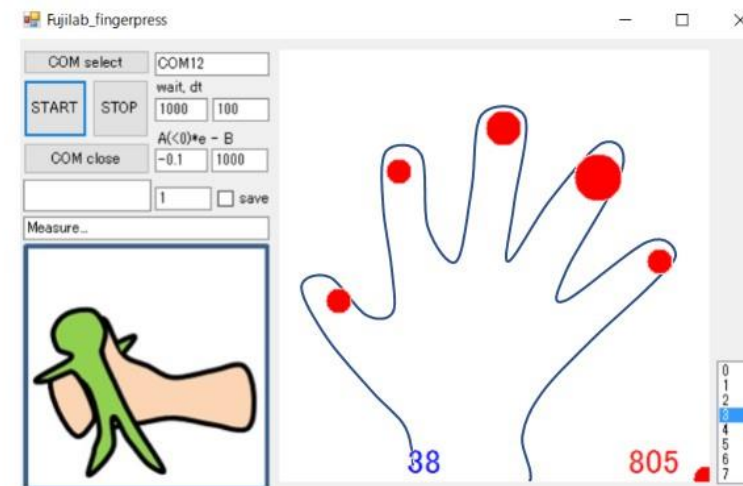 Fujilab_fingerpress
COM select
COM12
wait, dt
START
STOP
1000
100
A(<0)*e - B
COM close
-0.1
1000
1
save
Measure...
38
805
0
1
2
3
4
5
6
7